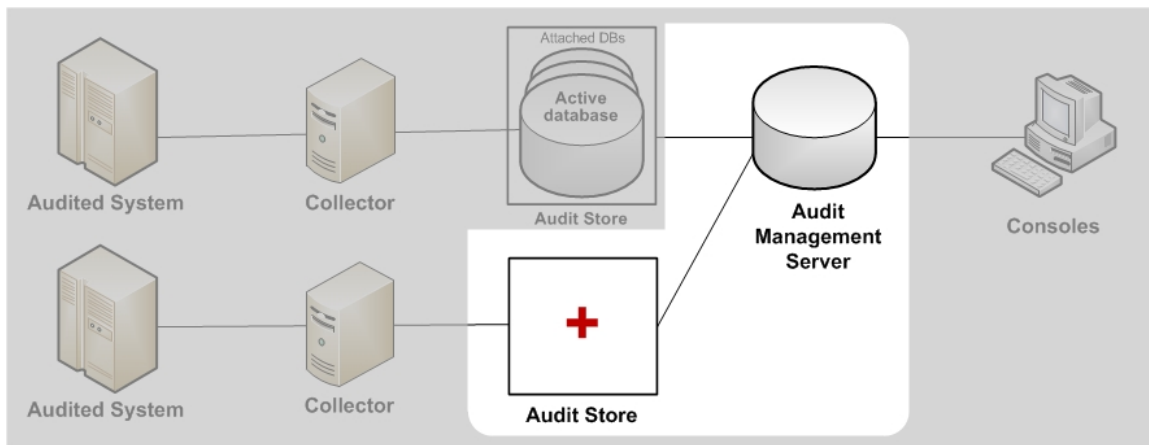 Attached DBs
Active
database
Audited System
Collector
Audit Store
Audit
Management
Server
Consoles
Audited System
Collector
Audit Store